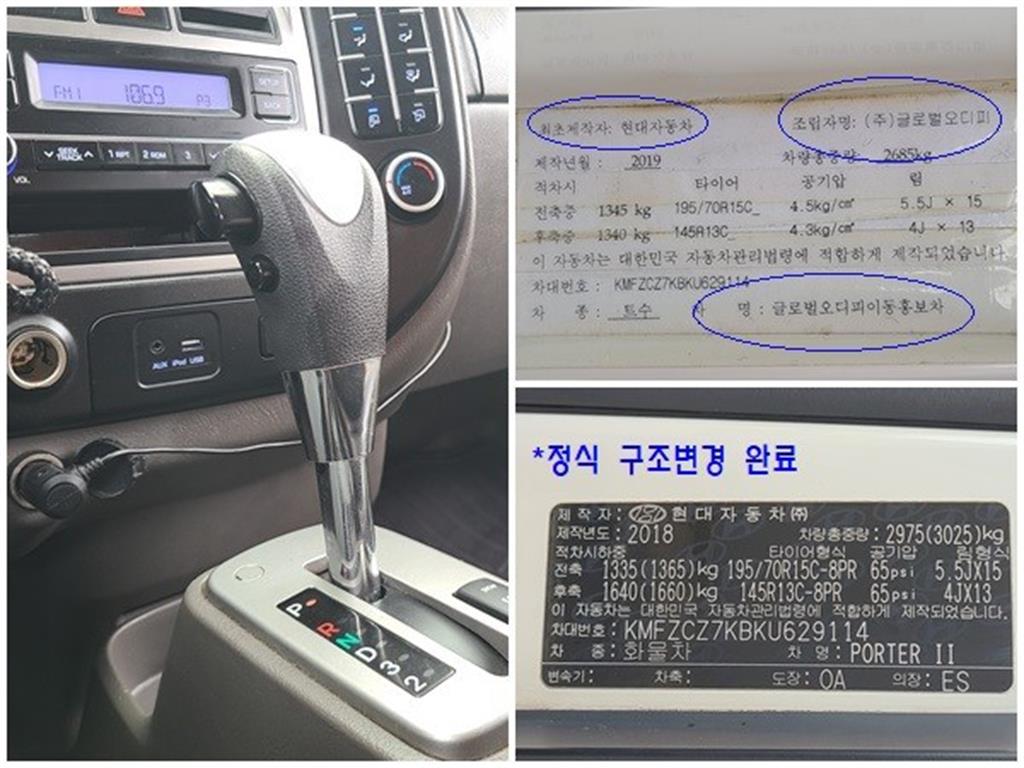 FM1 106.9 P3
SETUP
BACK
SEEK TRACK 1 RPT 2 RDM 3
VOL
AUX iPod USB
P
R
N
D
3
2
최초제작자: 현대자동차 조립자명: (주)글로벌오디피
제작년월 : 2019 차량총중량 2685kg
적차시 타이어 공기압 림
전축중 1345 kg 195/70R15C_ 4.5kg/㎠ 5.5J × 15
후축중 1340 kg 145R13C_ 4.3kg/㎠ 4J × 13
이 자동차는 대한민국 자동차관리법령에 적합하게 제작되었습니다.
차대번호 : KMFZCZ7KBKU629114
차 종 : 특수 차 명 : 글로벌오디피이동홍보차
*정식 구조변경 완료
제작자: 현대자동차㈜
제작년도: 2018 차량총중량: 2975(3025)kg
적차시하중 타이어형식 공기압 림형식
전축 1335(1365)kg 195/70R15C-8PR 65psi 5.5JX15
후축 1640(1660)kg 145R13C-8PR 65psi 4JX13
이 자동차는 대한민국 자동차관리법령에 적합하게 제작되었습니다.
차대번호: KMFZCZ7KBKU629114
차 종: 화물차 차 명: PORTER II
변속기: 차축: 도장: OA 의장: ES